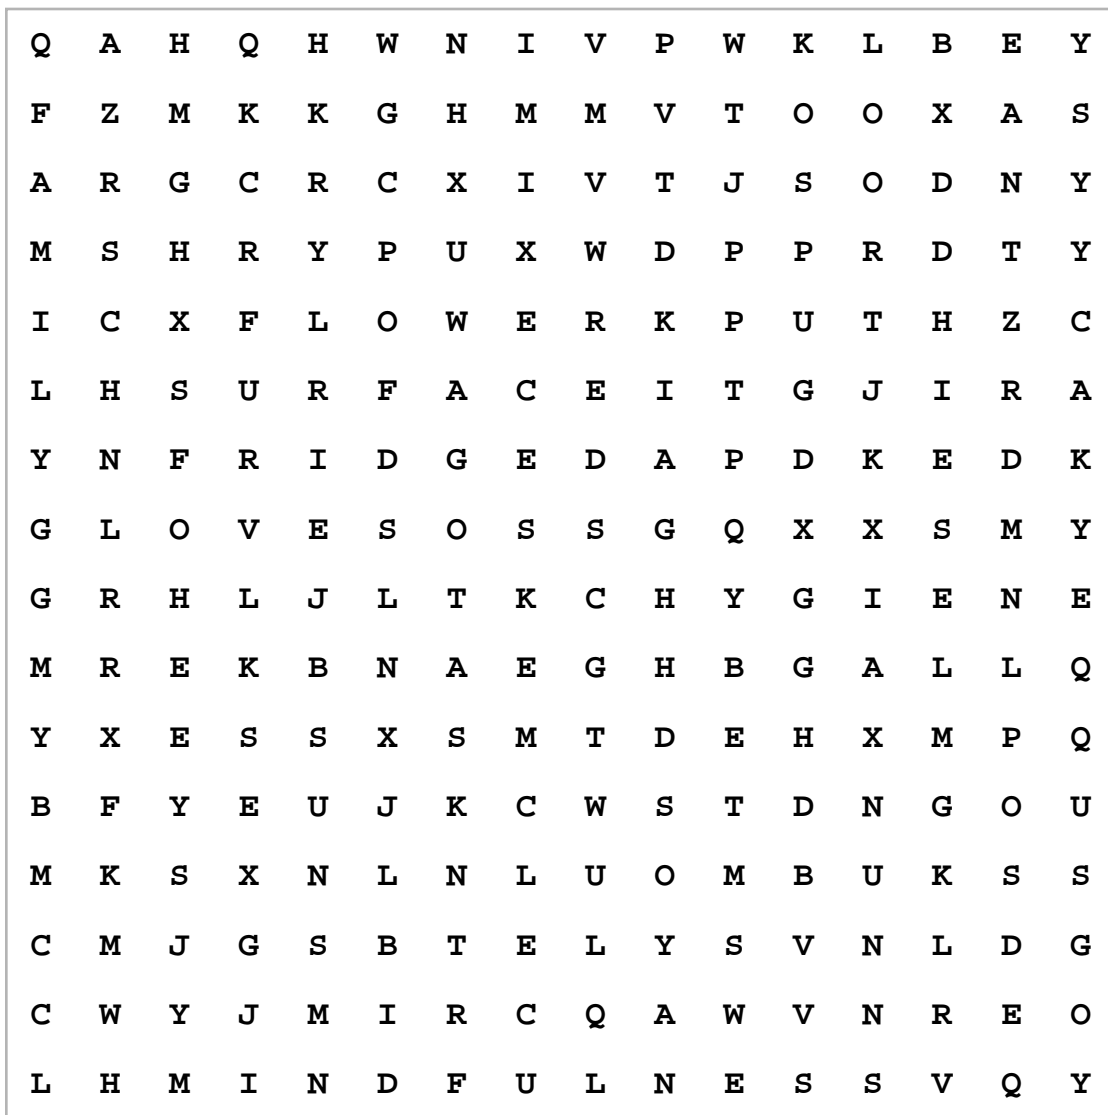 Q A H Q H W N I V P W K L B E Y
F Z M K K G H M M V T O O X A S
A R G C R C X I V T J S O D N Y
M S H R Y P U X W D P P R D T Y
I C X F L O W E R K P U T H Z C
L H S U R F A C E I T G J I R A
Y N F R I D G E D A P D K E D K
G L O V E S O S S G Q X X S M Y
G R H L J L T K C H Y G I E N E
M R E K B N A E G H B G A L L Q
Y X E S S X S M T D E H X M P Q
B F Y E U J K C W S T D N G O U
M K S X N L N L U O M B U K S S
C M J G S B T E L Y S V N L D G
C W Y J M I R C Q A W V N R E O
L H M I N D F U L N E S S V Q Y